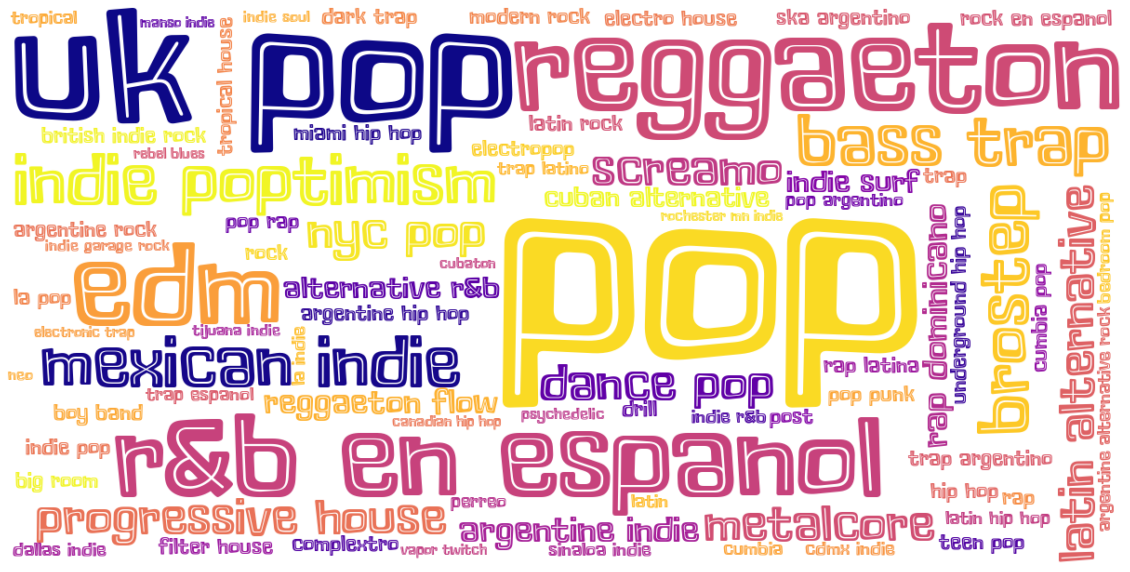 tropical
manso indie
indie soul
dark trap
modern rock
electro house
ska argentino
rock en espanol
uk pop
tropical house
reggaeton
british indie rock
rebel blues
miami hip hop
electropop
latin rock
bass trap
trap latino
screamo
indie poptimism
cuban alternative
indie surf
trap
pop argentino
rochester mn indie
argentine rock
indie garage rock
pop rap
rock
nyc pop
cubaton
pop
rap dominicano
underground hip hop
brostep
cumbia pop
latin alternative
bedroom pop
argentine alternative rock
la pop
edm
alternative r&b
argentine hip hop
electronic trap
tijuana indie
la indie
neo
mexican indie
dance pop
rap latina
trap espanol
reggaeton flow
boy band
canadian hip hop
psychedelic
drill
indie r&b
post
pop punk
indie pop
r&b en espanol
trap argentino
big room
perreo
latin
hip hop
rap
progressive house
argentine indie
metalcore
latin hip hop
dallas indie
filter house
complextro
vapor twitch
sinaloa indie
cumbia
cdmx indie
teen pop